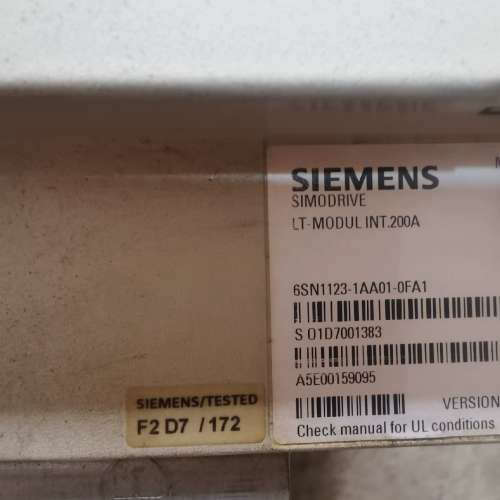 SIEMENS
SIMODRIVE
LT-MODUL INT.200A
6SN1123-1AA01-0FA1
S O1D7001383
A5E00159095
VERSION
Check manual for UL conditions
SIEMENS/TESTED
F2 D7 /172